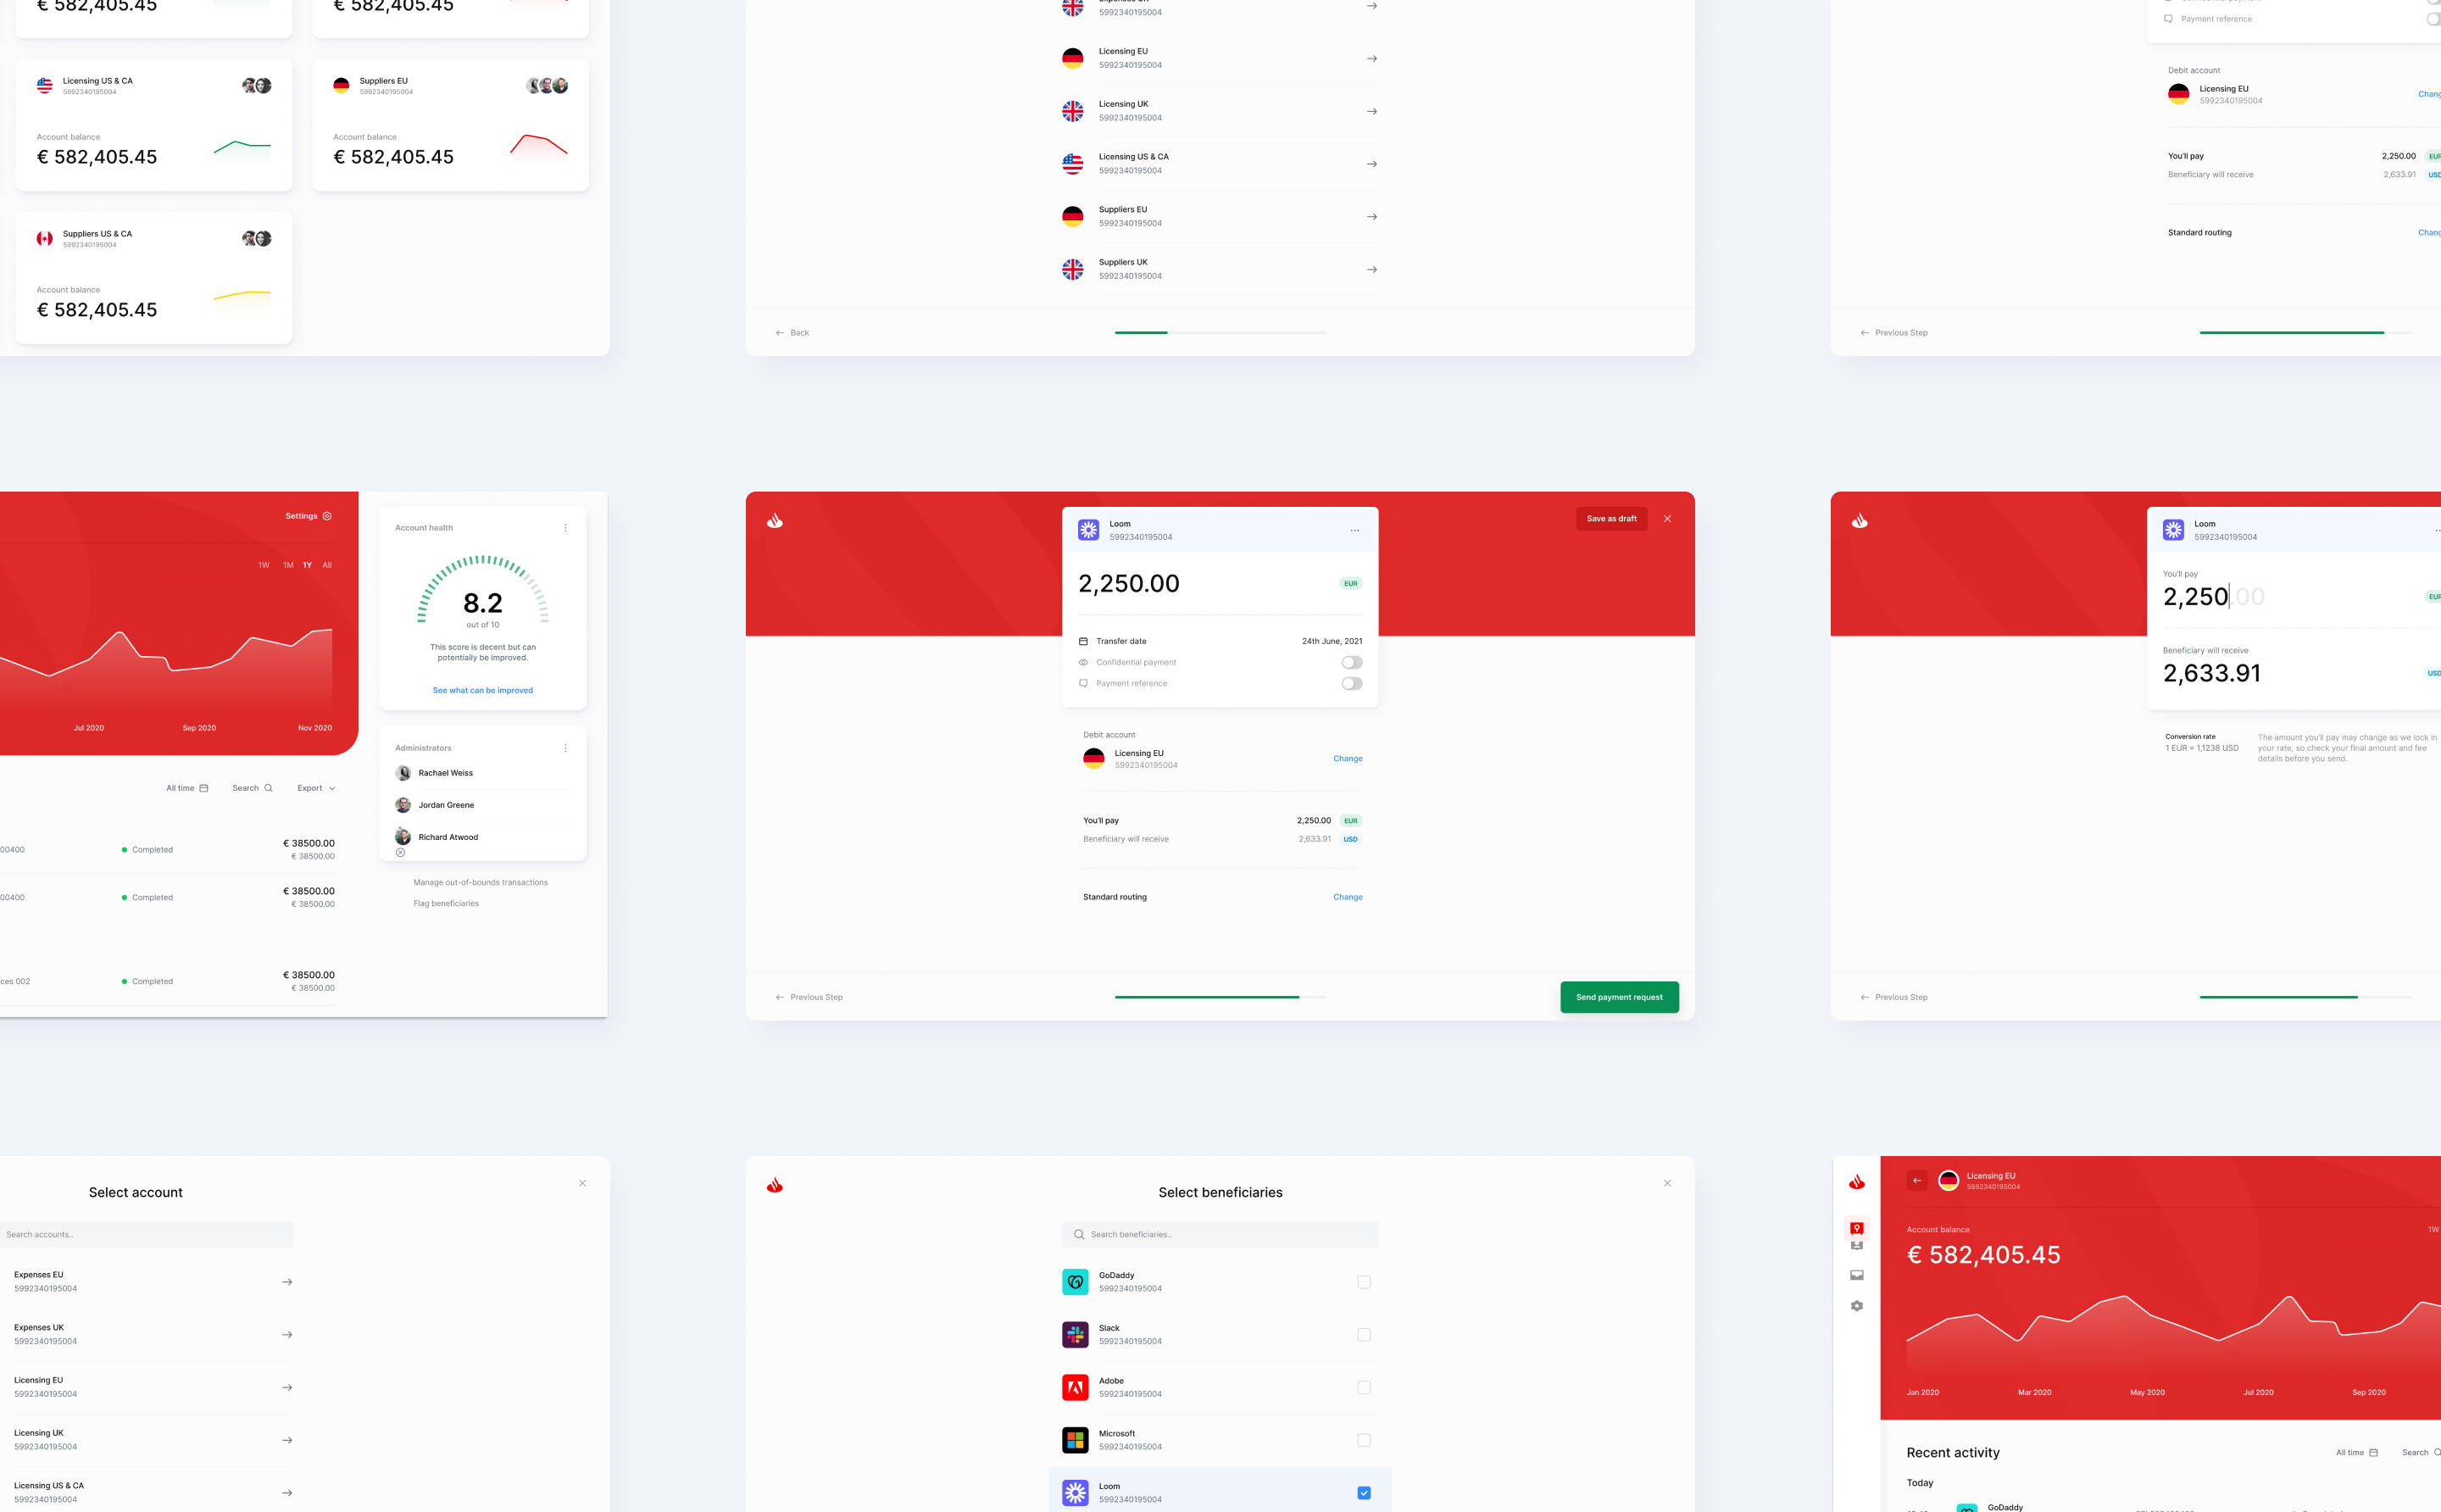 € 582,405.45
€ 582,405.45
Licensing US & CA
5992340195004
Account balance
€ 582,405.45
Suppliers EU
5992340195004
Account balance
€ 582,405.45
Suppliers US & CA
5992340195004
Account balance
€ 582,405.45
5992340195004
Licensing EU
5992340195004
Licensing UK
5992340195004
Licensing US & CA
5992340195004
Suppliers EU
5992340195004
Suppliers UK
5992340195004
Back
Payment reference
Debit account
Licensing EU
5992340195004
You'll pay
2,250.00
Beneficiary will receive
2,633.91
USD
Standard routing
Previous Step
Settings
1W 1M 1Y All
Jul 2020 Sep 2020 Nov 2020
All time Search Export
00400 Completed € 38500.00
€ 38500.00
00400 Completed € 38500.00
€ 38500.00
ces 002 Completed € 38500.00
€ 38500.00
Account health
8.2
out of 10
This score is decent but can
potentially be improved.
See what can be improved
Administrators
Rachael Weiss
Jordan Greene
Richard Atwood
Manage out-of-bounds transactions
Flag beneficiaries
Save as draft
Loom
5992340195004
2,250.00 EUR
Transfer date 24th June, 2021
Confidential payment
Payment reference
Debit account
Licensing EU
5992340195004
Change
You'll pay 2,250.00 EUR
Beneficiary will receive 2,633.91 USD
Standard routing Change
Previous Step
Send payment request
Loom
5992340195004
You'll pay
2,250.00
Beneficiary will receive
2,633.91
USD
Conversion rate
1 EUR = 1,1238 USD
The amount you'll pay may change as we lock in
your rate, so check your final amount and fee
details before you send.
Previous Step
Select account
Search accounts..
Expenses EU
5992340195004
Expenses UK
5992340195004
Licensing EU
5992340195004
Licensing UK
5992340195004
Licensing US & CA
5992340195004
Select beneficiaries
Search beneficiaries..
GoDaddy
5992340195004
Slack
5992340195004
Adobe
5992340195004
Microsoft
5992340195004
Loom
5992340195004
Licensing EU
5992340195004
Account balance
1W
€ 582,405.45
Jan 2020 Mar 2020 May 2020 Jul 2020 Sep 2020
Recent activity
All time Search
Today
GoDaddy